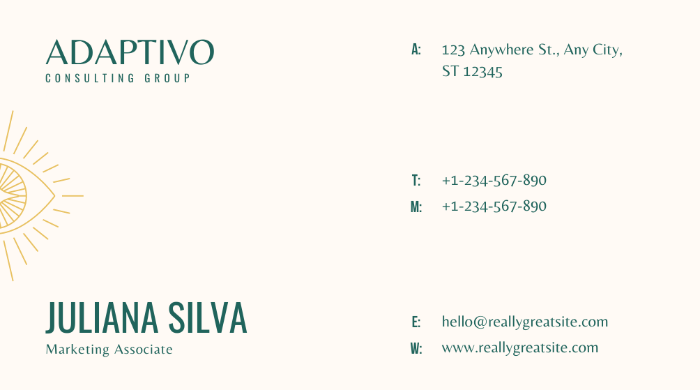 ADAPTIVO
CONSULTING GROUP
A: 123 Anywhere St., Any City,
ST 12345
T: +1-234-567-890
M: +1-234-567-890
JULIANA SILVA
Marketing Associate
E: hello@reallygreatsite.com
W: www.reallygreatsite.com